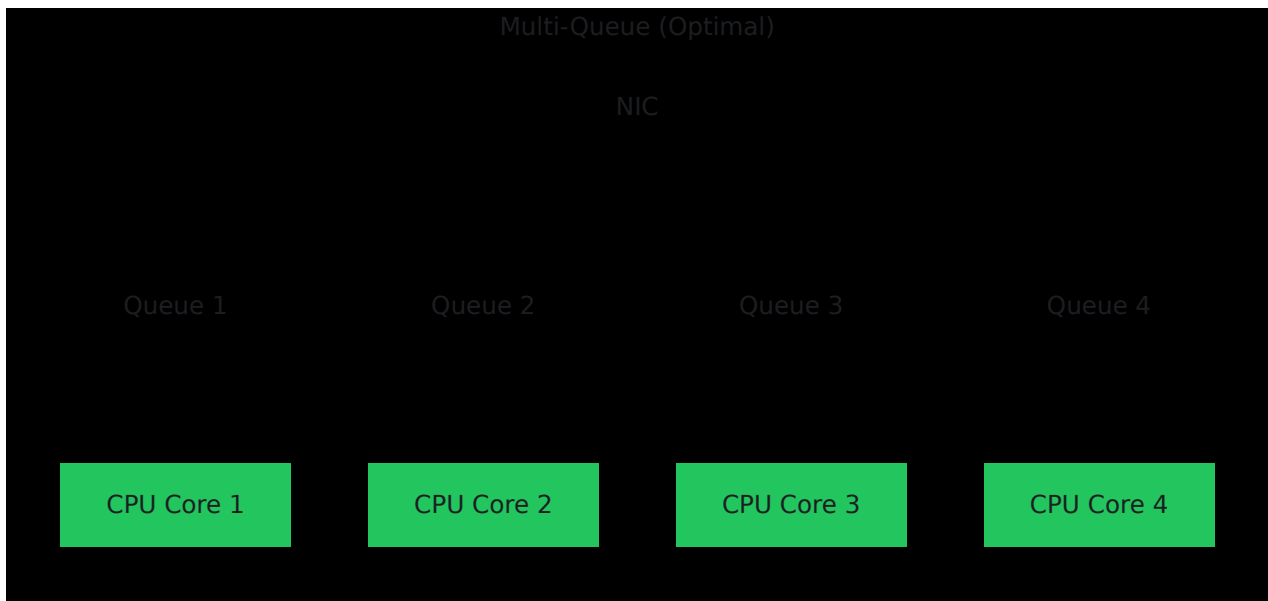 Multi-Queue (Optimal)
NIC
Queue 1 Queue 2 Queue 3 Queue 4
CPU Core 1 CPU Core 2 CPU Core 3 CPU Core 4